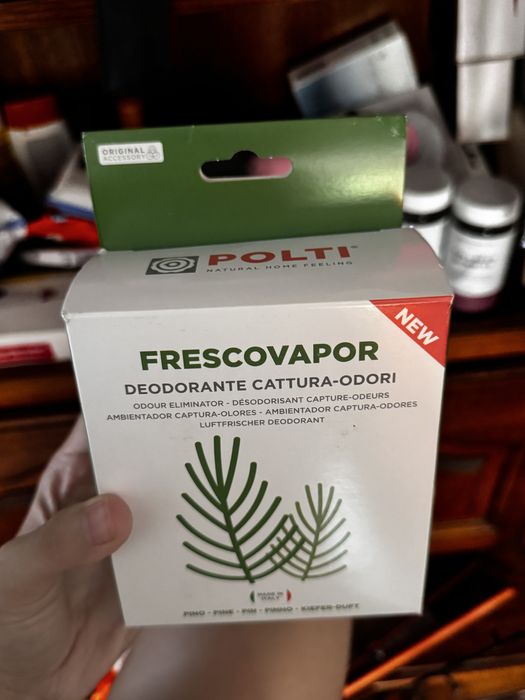 ORIGINAL
ACCESSORY
POLTI®
NATURAL HOME FEELING
NEW
FRESCOVAPOR
DEODORANTE CATTURA-ODORI
ODOUR ELIMINATOR - DÉSODORISANT CAPTURE-ODEURS
AMBIENTADOR CAPTURA-OLORES - AMBIENTADOR CAPTURA-ODORES
LUFTFRISCHER DEODORANT
MADE IN
ITALY
PINO - PINE - PIN - PINHO - KIEFER-DUFT